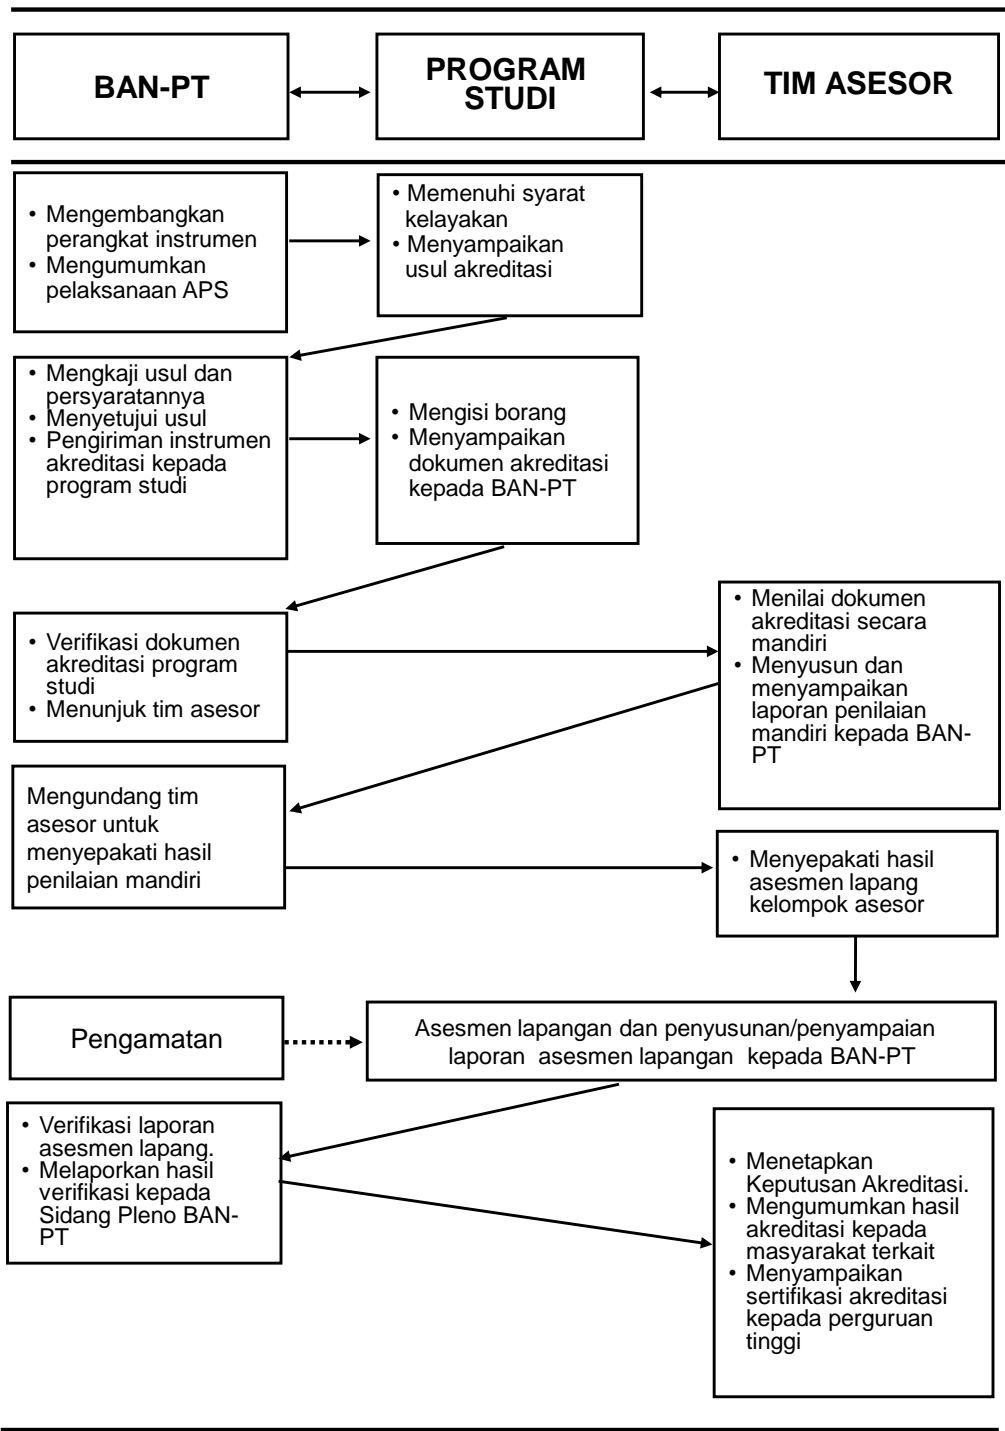 BAN-PT
PROGRAM
STUDI
TIM ASESOR
• Mengembangkan
perangkat instrumen
• Mengumumkan
pelaksanaan APS
• Memenuhi syarat
kelayakan
• Menyampaikan
usul akreditasi
• Mengkaji usul dan
persyaratannya
• Menyetujui usul
• Pengiriman instrumen
akreditasi kepada
program studi
• Mengisi borang
• Menyampaikan
dokumen akreditasi
kepada BAN-PT
• Verifikasi dokumen
akreditasi program
studi
• Menunjuk tim asesor
• Menilai dokumen
akreditasi secara
mandiri
• Menyusun dan
menyampaikan
laporan penilaian
mandiri kepada BAN-
PT
Mengundang tim
asesor untuk
menyepakati hasil
penilaian mandiri
• Menyepakati hasil
asesmen lapang
kelompok asesor
Pengamatan
Asesmen lapangan dan penyusunan/penyampaian
laporan asesmen lapangan kepada BAN-PT
• Verifikasi laporan
asesmen lapang.
• Melaporkan hasil
verifikasi kepada
Sidang Pleno BAN-
PT
• Menetapkan
Keputusan Akreditasi.
• Mengumumkan hasil
akreditasi kepada
masyarakat terkait
• Menyampaikan
sertifikasi akreditasi
kepada perguruan
tinggi